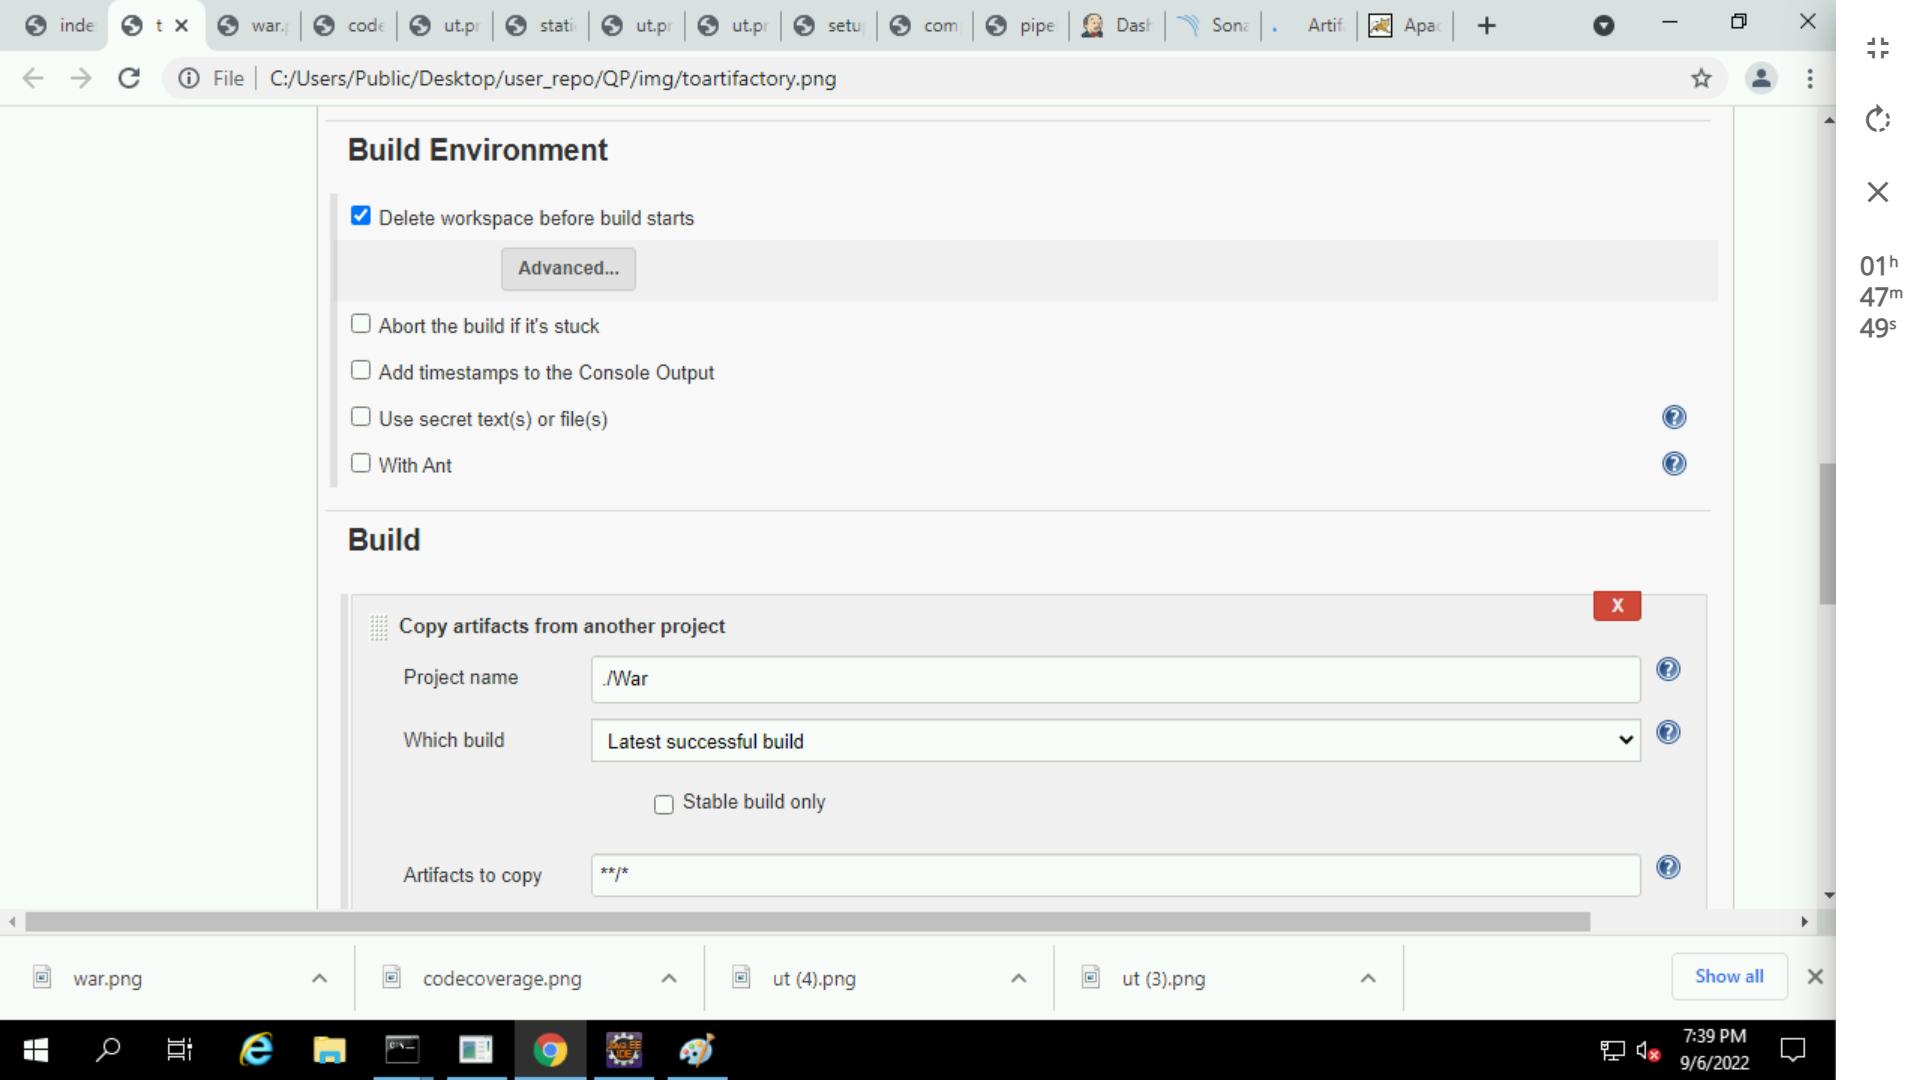 inde
t
war.p
code
ut.pr
stati
ut.pr
ut.pr
setu
com
pipe
Dash
Sona
Artif
Apac
File
C:/Users/Public/Desktop/user_repo/QP/img/toartifactory.png
01h
47m
49s
Build Environment
Delete workspace before build starts
Advanced...
Abort the build if it's stuck
Add timestamps to the Console Output
Use secret text(s) or file(s)
With Ant
Build
X
Copy artifacts from another project
Project name
./War
Which build
Latest successful build
Stable build only
Artifacts to copy
**/*
war.png
codecoverage.png
ut (4).png
ut (3).png
Show all
7:39 PM
9/6/2022